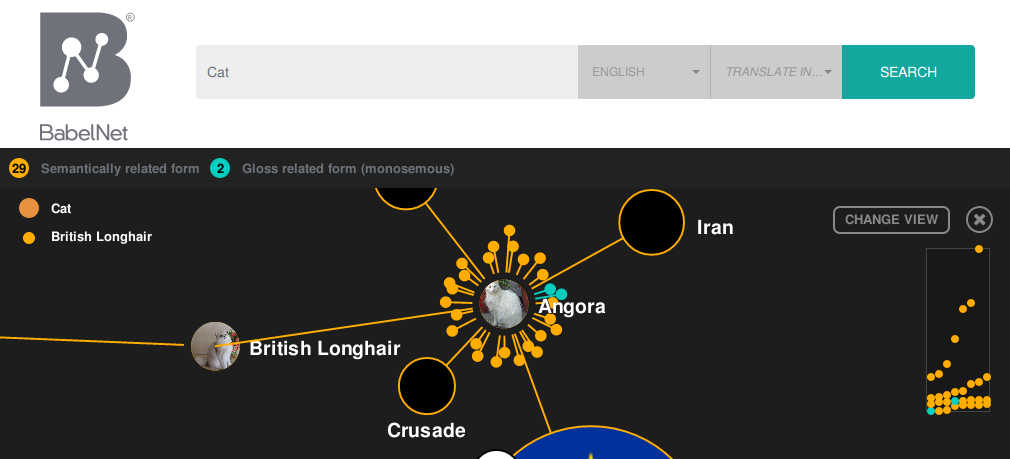 ®
BabelNet
Cat
ENGLISH
TRANSLATE IN...
SEARCH
29 Semantically related form 2 Gloss related form (monosemous)
Cat
British Longhair
CHANGE VIEW
Iran
Angora
British Longhair
Crusade